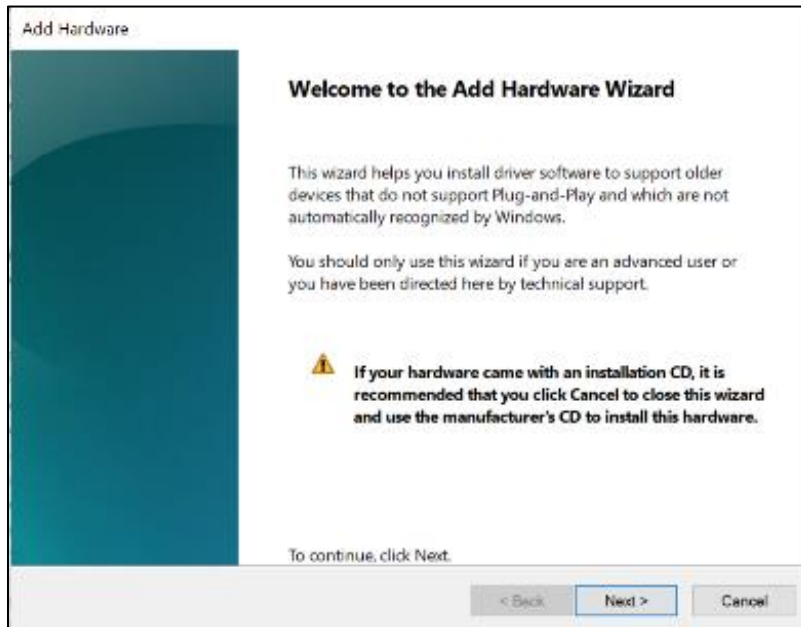 Add Hardware
Welcome to the Add Hardware Wizard
This wizard helps you install driver software to support older
devices that do not support Plug-and-Play and which are not
automatically recognized by Windows.
You should only use this wizard if you are an advanced user or
you have been directed here by technical support.
If your hardware came with an installation CD, it is
recommended that you click Cancel to close this wizard
and use the manufacturer's CD to install this hardware.
To continue, click Next.
< Back Next > Cancel